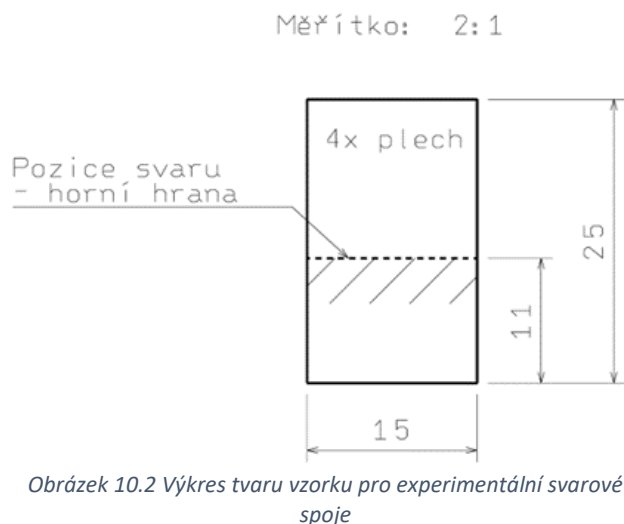 Měřítko: 2:1
4x plech
Pozice svaru
- horní hrana
25
11
15
Obrázek 10.2 Výkres tvaru vzorku pro experimentální svarové
spoje